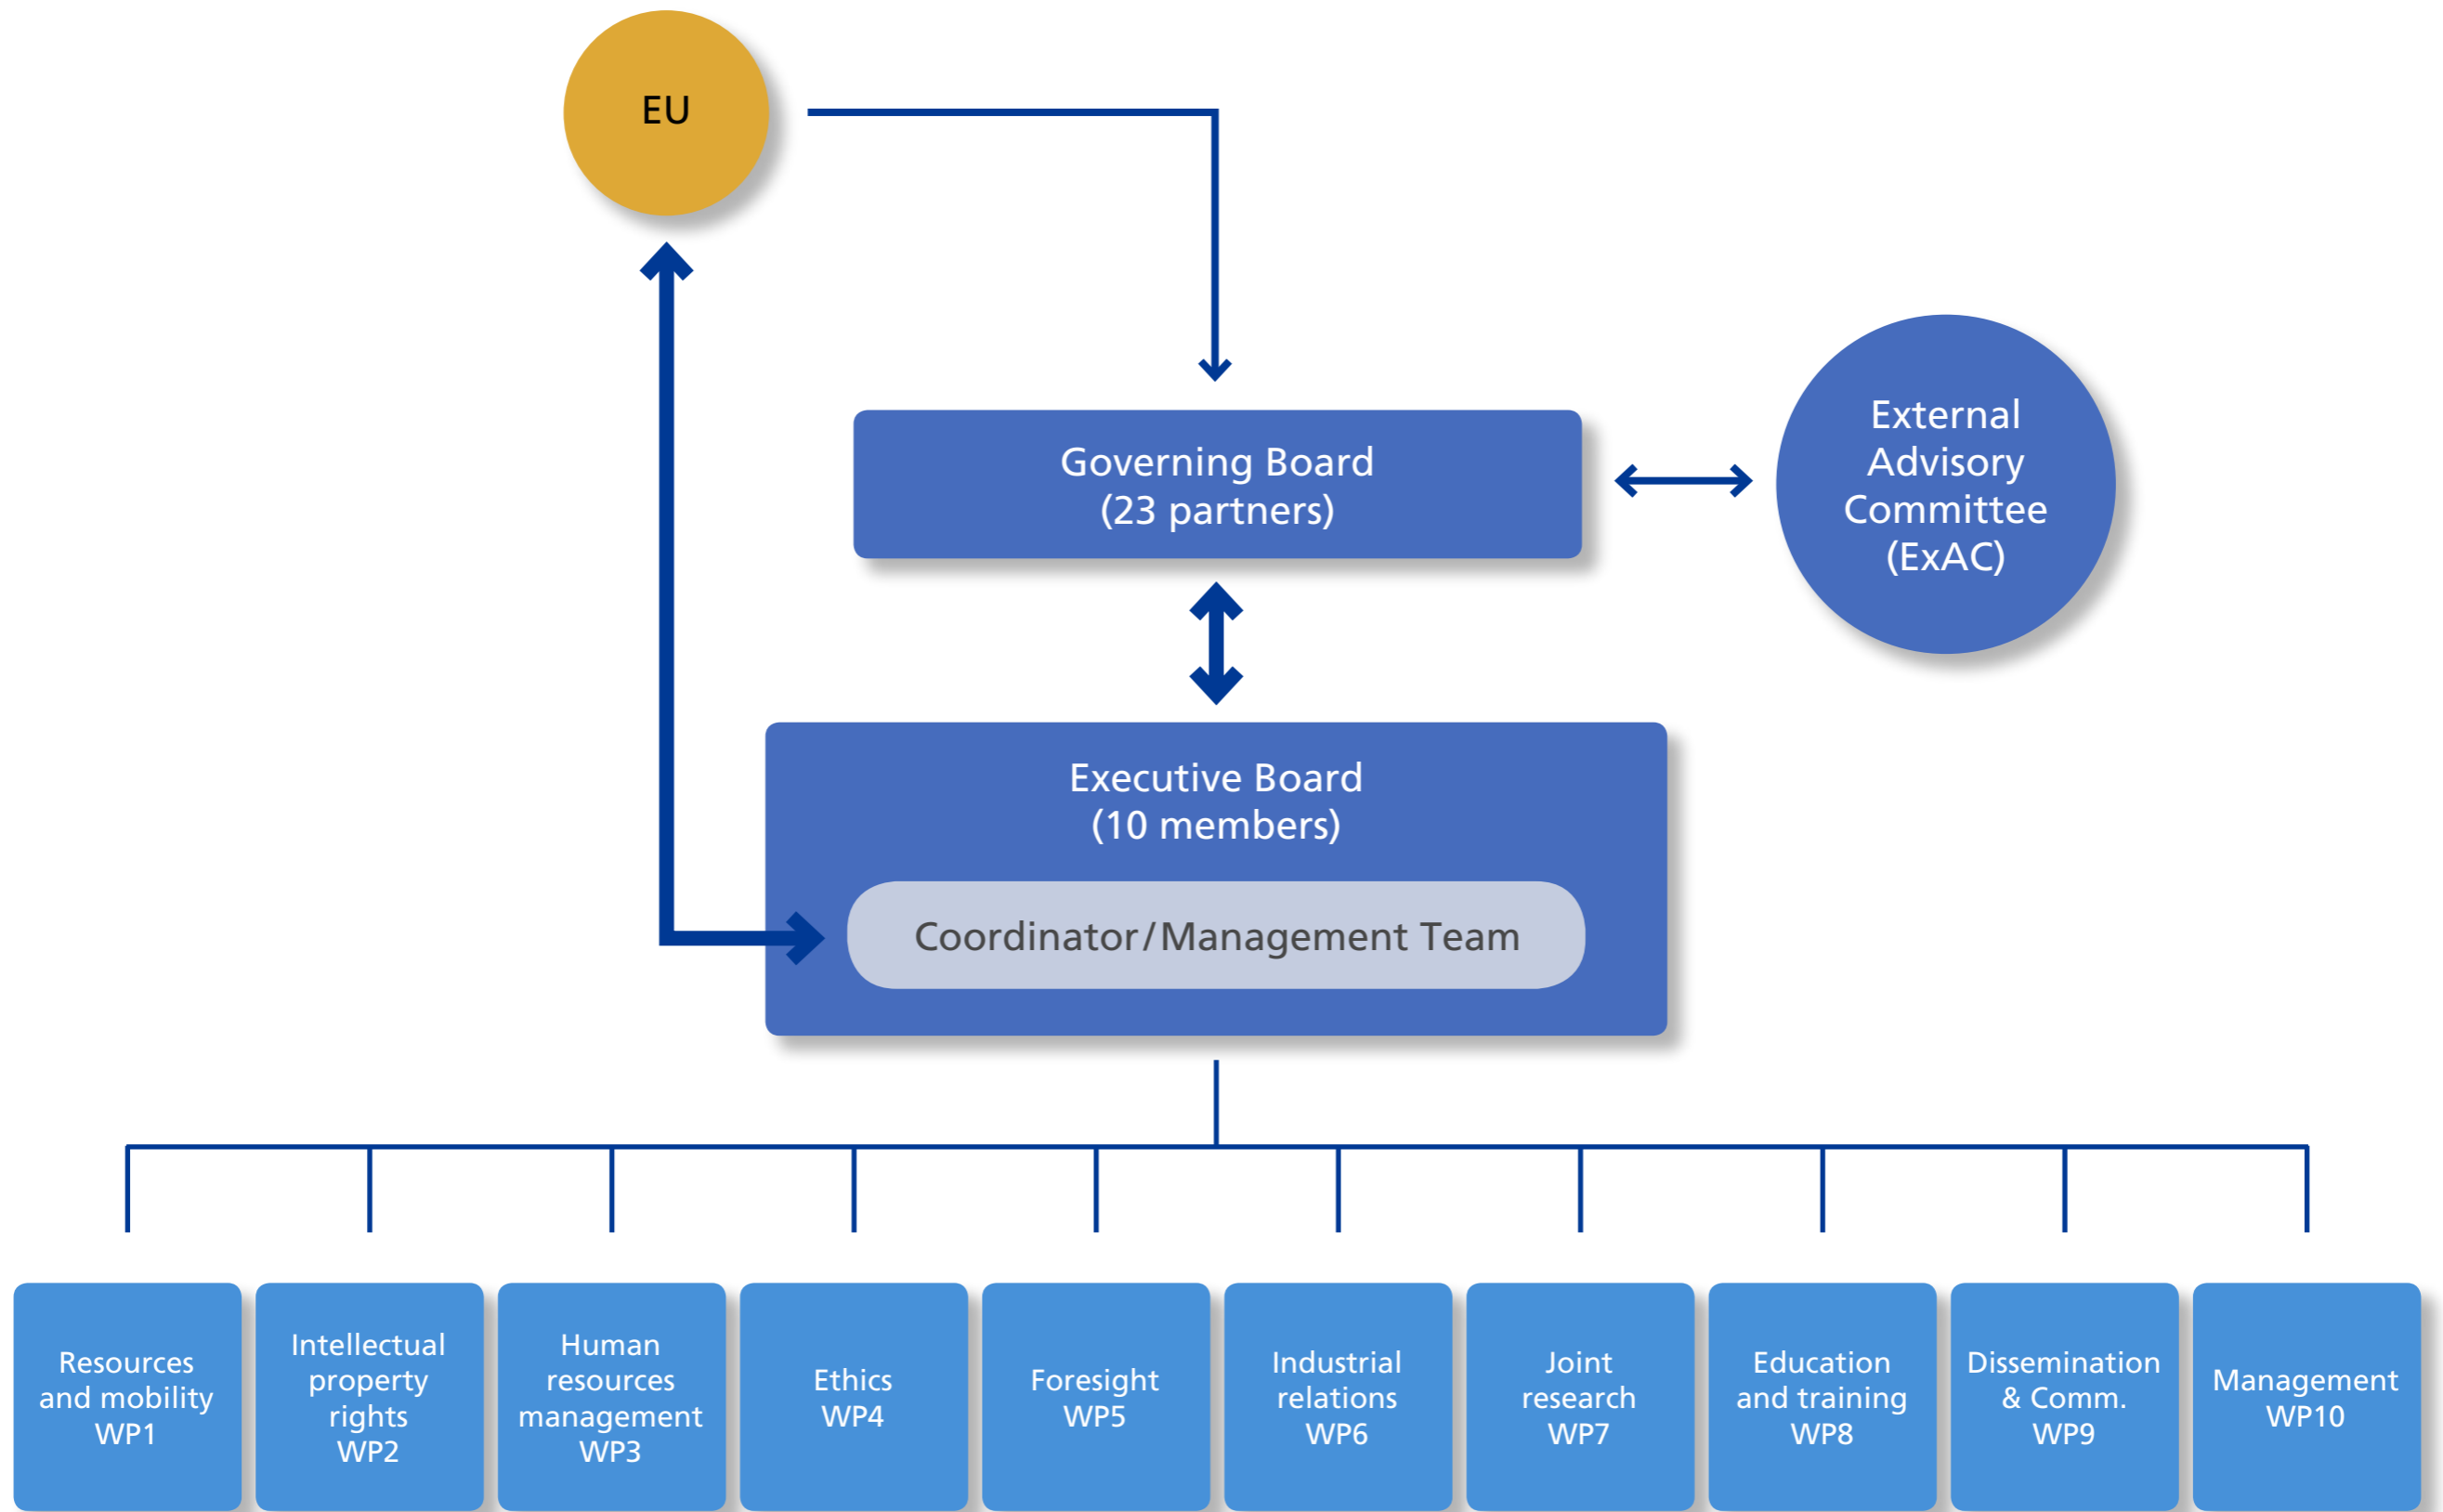 EU
Governing Board
(23 partners)
External
Advisory
Committee
(ExAC)
Executive Board
(10 members)
Coordinator/Management Team
Resources
and mobility
WP1
Intellectual
property
rights
WP2
Human
resources
management
WP3
Ethics
WP4
Foresight
WP5
Industrial
relations
WP6
Joint
research
WP7
Education
and training
WP8
Dissemination
& Comm.
WP9
Management
WP10